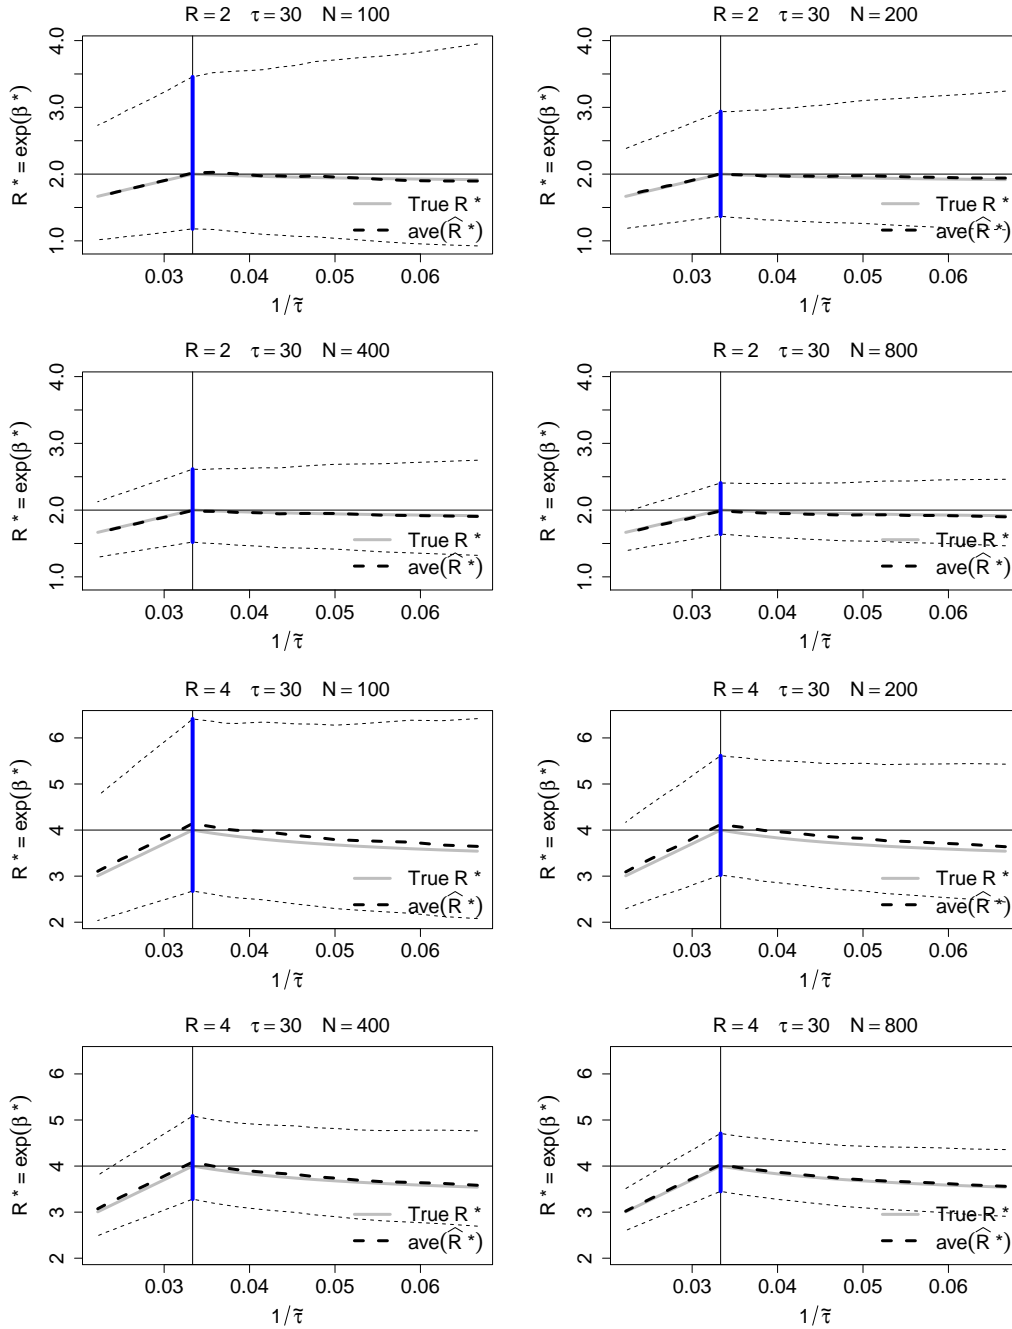 R = 2 τ = 30 N = 100
R * = exp(β *)
1.0 2.0 3.0 4.0
True R *
ave(R̂ *)
0.03 0.04 0.05 0.06
1/τ̃
R = 2 τ = 30 N = 200
R * = exp(β *)
1.0 2.0 3.0 4.0
True R *
ave(R̂ *)
0.03 0.04 0.05 0.06
1/τ̃
R = 2 τ = 30 N = 400
R * = exp(β *)
1.0 2.0 3.0 4.0
True R *
ave(R̂ *)
0.03 0.04 0.05 0.06
1/τ̃
R = 2 τ = 30 N = 800
R * = exp(β *)
1.0 2.0 3.0 4.0
True R *
ave(R̂ *)
0.03 0.04 0.05 0.06
1/τ̃
R = 4 τ = 30 N = 100
R * = exp(β *)
2 3 4 5 6
True R *
ave(R̂ *)
0.03 0.04 0.05 0.06
1/τ̃
R = 4 τ = 30 N = 200
R * = exp(β *)
2 3 4 5 6
True R *
ave(R̂ *)
0.03 0.04 0.05 0.06
1/τ̃
R = 4 τ = 30 N = 400
R * = exp(β *)
2 3 4 5 6
True R *
ave(R̂ *)
0.03 0.04 0.05 0.06
1/τ̃
R = 4 τ = 30 N = 800
R * = exp(β *)
2 3 4 5 6
True R *
ave(R̂ *)
0.03 0.04 0.05 0.06
1/τ̃